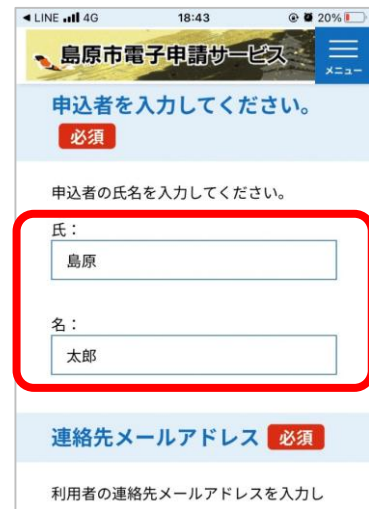 LINE 4G 18:43 20%
島原市電子申請サービス
メニュー
申込者を入力してください。
必須
申込者の氏名を入力してください。
氏：
島原
名：
太郎
連絡先メールアドレス 必須
利用者の連絡先メールアドレスを入力し